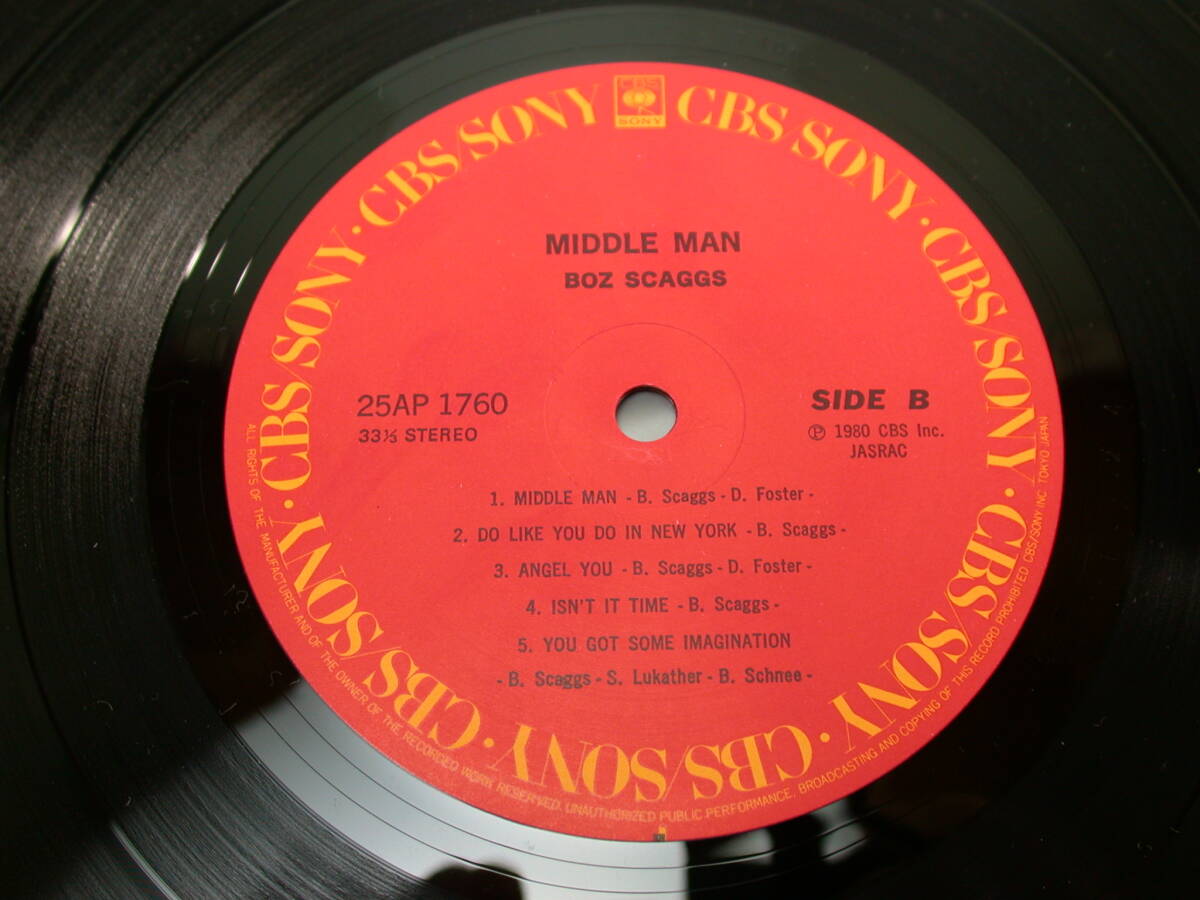 CBS
SONY
CBS/SONY · CBS/SONY · CBS/SONY · CBS/SONY · CBS/SONY · CBS/SONY · CBS/SONY · CBS/SONY · CBS/SONY · CBS/SONY
MIDDLE MAN
BOZ SCAGGS
25AP 1760
33⅓ STEREO
SIDE B
℗ 1980 CBS Inc.
JASRAC
1. MIDDLE MAN - B. Scaggs - D. Foster -
2. DO LIKE YOU DO IN NEW YORK - B. Scaggs -
3. ANGEL YOU - B. Scaggs - D. Foster -
4. ISN'T IT TIME - B. Scaggs -
5. YOU GOT SOME IMAGINATION
- B. Scaggs - S. Lukather - B. Schnee -
ALL RIGHTS OF THE MANUFACTURER AND OF THE OWNER OF THE RECORDED WORK RESERVED. UNAUTHORIZED PUBLIC PERFORMANCE, BROADCASTING AND COPYING OF THIS RECORD PROHIBITED CBS/SONY INC. TOKYO JAPAN